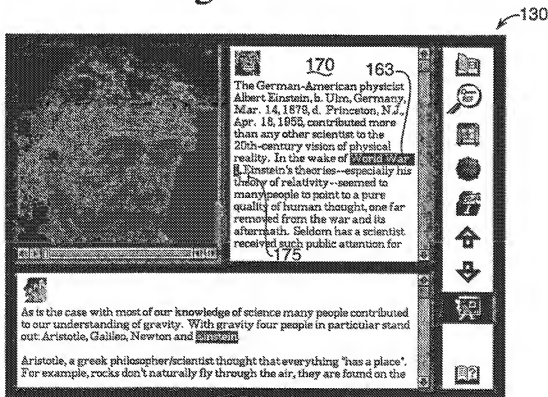 130
170
163
The German-American physicist
Albert Einstein, b. Ulm, Germany,
Mar. 14, 1879, d. Princeton, N.J.,
Apr. 18, 1955, contributed more
than any other scientist to the
20th-century vision of physical
reality. In the wake of World War
I, Einstein's theories--especially his
theory of relativity--seemed to
many people to point to a pure
quality of human thought, one far
removed from the war and its
aftermath. Seldom has a scientist
received such public attention for
175
As is the case with most of our knowledge of science many people contributed
to our understanding of gravity. With gravity four people in particular stand
out: Aristotle, Galileo, Newton and Einstein.
Aristotle, a greek philosopher/scientist thought that everything "has a place".
For example, rocks don't naturally fly through the air, they are found on the